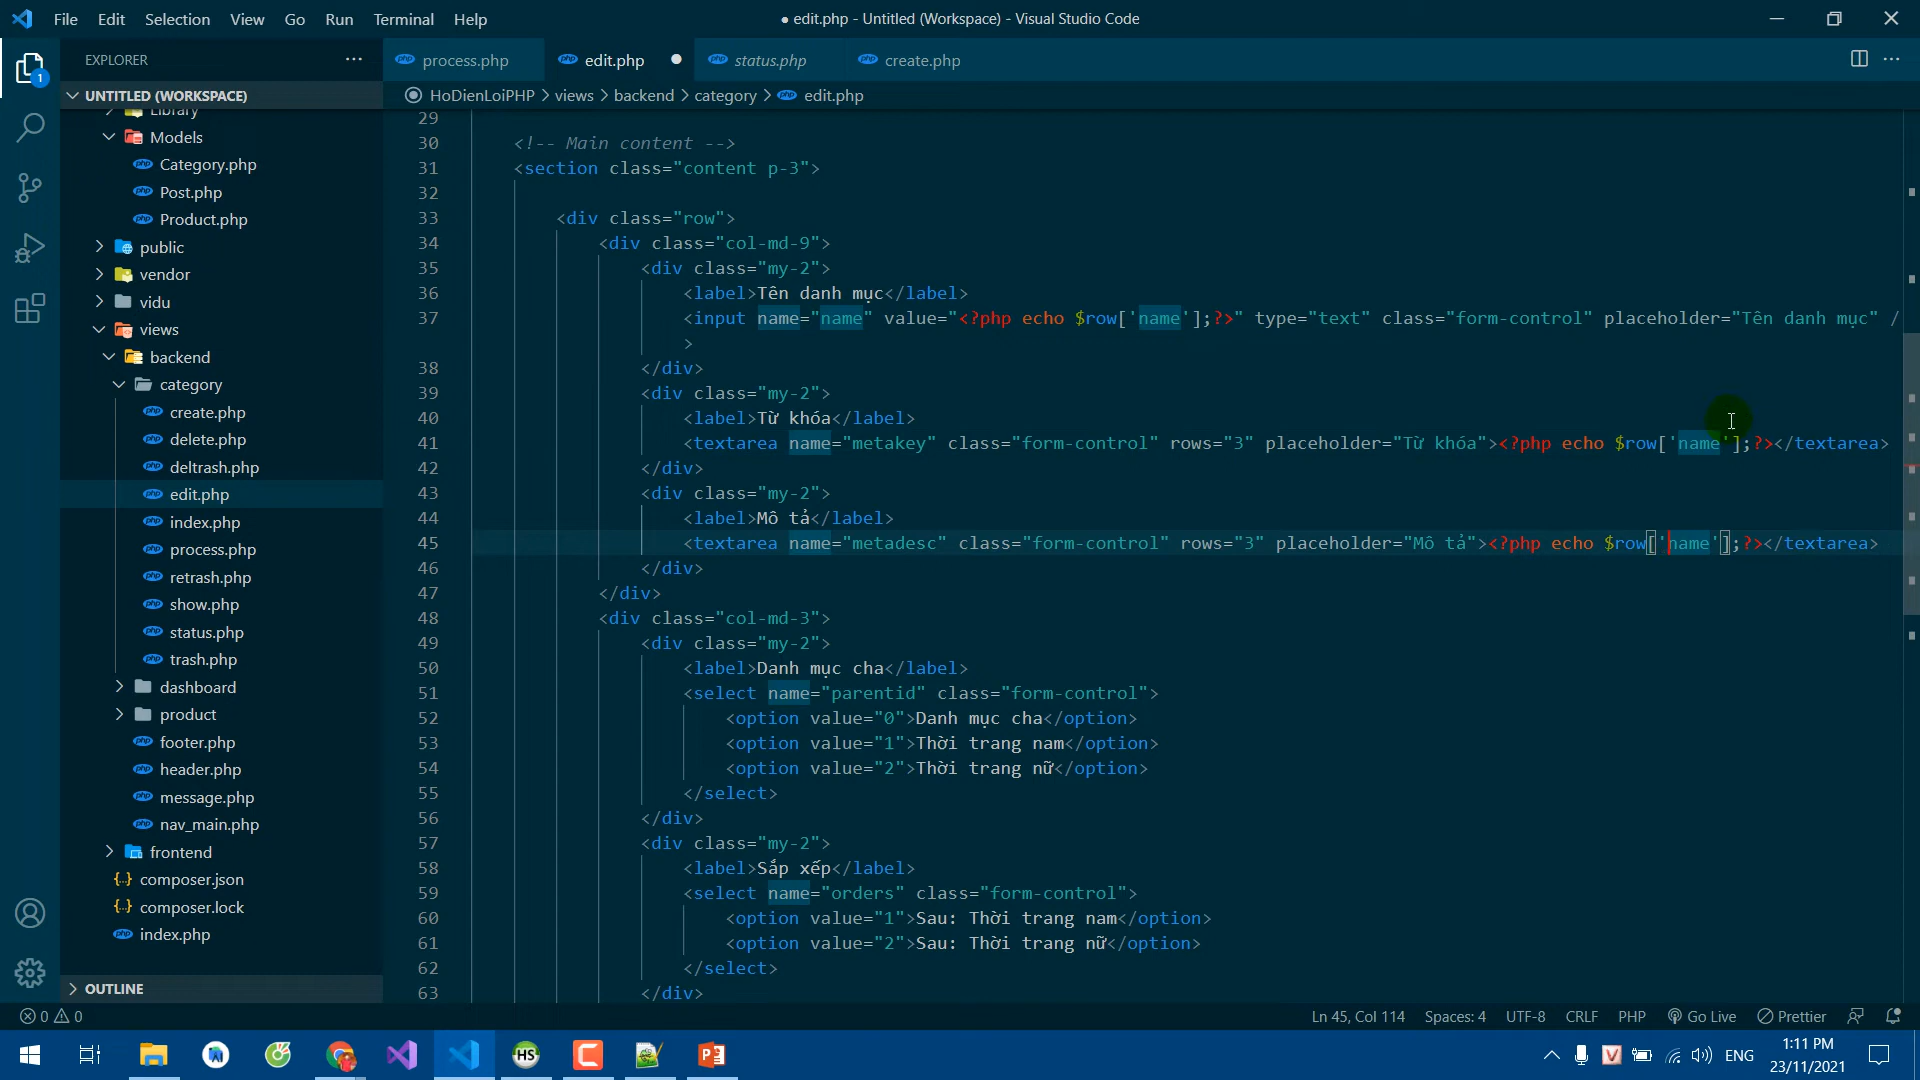 File Edit Selection View Go Run Terminal Help
● edit.php - Untitled (Workspace) - Visual Studio Code
EXPLORER
process.php
edit.php
status.php
create.php
UNTITLED (WORKSPACE)
HoDienLoiPHP > views > backend > category > edit.php
Library
Models
Category.php
Post.php
Product.php
public
vendor
vidu
views
backend
category
create.php
delete.php
deltrash.php
edit.php
index.php
process.php
retrash.php
show.php
status.php
trash.php
dashboard
product
footer.php
header.php
message.php
nav_main.php
frontend
composer.json
composer.lock
index.php
OUTLINE
1
29
30 <!-- Main content -->
31 <section class="content p-3">
32
33 <div class="row">
34 <div class="col-md-9">
35 <div class="my-2">
36 <label>Tên danh mục</label>
37 <input name="name" value="<?php echo $row['name'];?>" type="text" class="form-control" placeholder="Tên danh mục" /
>
38 </div>
39 <div class="my-2">
40 <label>Từ khóa</label>
41 <textarea name="metakey" class="form-control" rows="3" placeholder="Từ khóa"><?php echo $row['name'];?></textarea>
42 </div>
43 <div class="my-2">
44 <label>Mô tả</label>
45 <textarea name="metadesc" class="form-control" rows="3" placeholder="Mô tả"><?php echo $row['name'];?></textarea>
46 </div>
47 </div>
48 <div class="col-md-3">
49 <div class="my-2">
50 <label>Danh mục cha</label>
51 <select name="parentid" class="form-control">
52 <option value="0">Danh mục cha</option>
53 <option value="1">Thời trang nam</option>
54 <option value="2">Thời trang nữ</option>
55 </select>
56 </div>
57 <div class="my-2">
58 <label>Sắp xếp</label>
59 <select name="orders" class="form-control">
60 <option value="1">Sau: Thời trang nam</option>
61 <option value="2">Sau: Thời trang nữ</option>
62 </select>
63 </div>
0 0
Ln 45, Col 114 Spaces: 4 UTF-8 CRLF PHP Go Live Prettier
HS
V
ENG
1:11 PM
23/11/2021